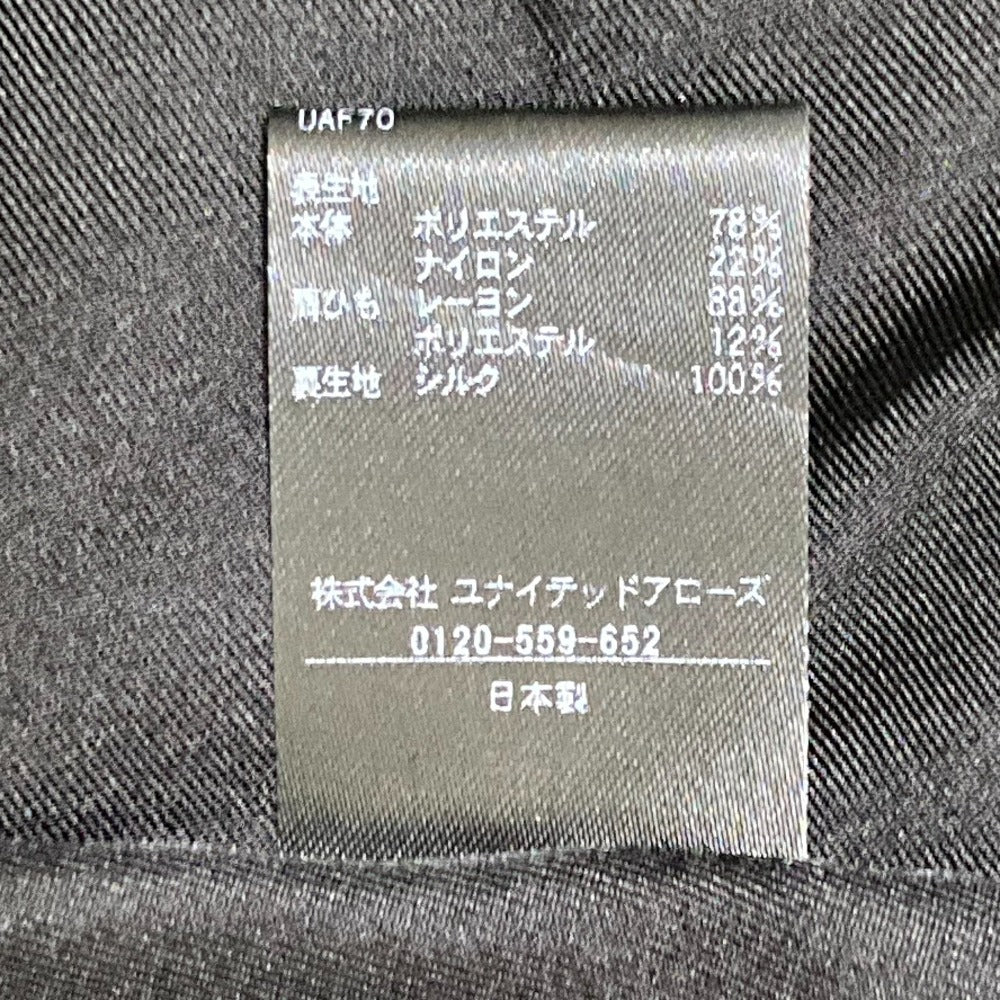 UAF70
表生地
本体 ポリエステル 78%
ナイロン 22%
肩ひも レーヨン 88%
ポリエステル 12%
裏生地 シルク 100%
株式会社 ユナイテッドアローズ
0120-559-652
日本製